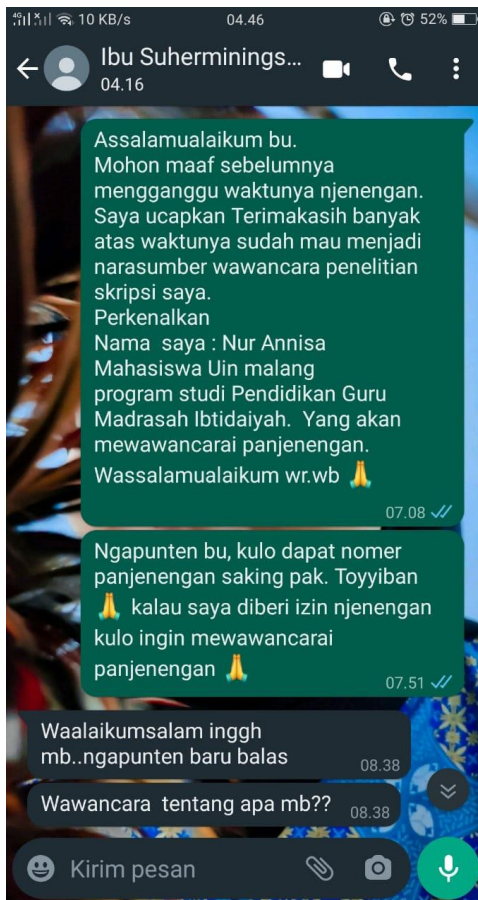 10 KB/s 04.46 52%
Ibu Suherminings...
04.16
Assalamualaikum bu.
Mohon maaf sebelumnya
mengganggu waktunya njenengan.
Saya ucapkan Terimakasih banyak
atas waktunya sudah mau menjadi
narasumber wawancara penelitian
skripsi saya.
Perkenalkan
Nama saya : Nur Annisa
Mahasiswa Uin malang
program studi Pendidikan Guru
Madrasah Ibtidaiyah. Yang akan
mewawancarai panjenengan.
Wassalamualaikum wr.wb 🙏
07.08
Ngapunten bu, kulo dapat nomer
panjenengan saking pak. Toyyiban
🙏 kalau saya diberi izin njenengan
kulo ingin mewawancarai
panjenengan 🙏
07.51
Waalaikumsalam inggh
mb..ngapunten baru balas
08.38
Wawancara tentang apa mb??
08.38
Kirim pesan